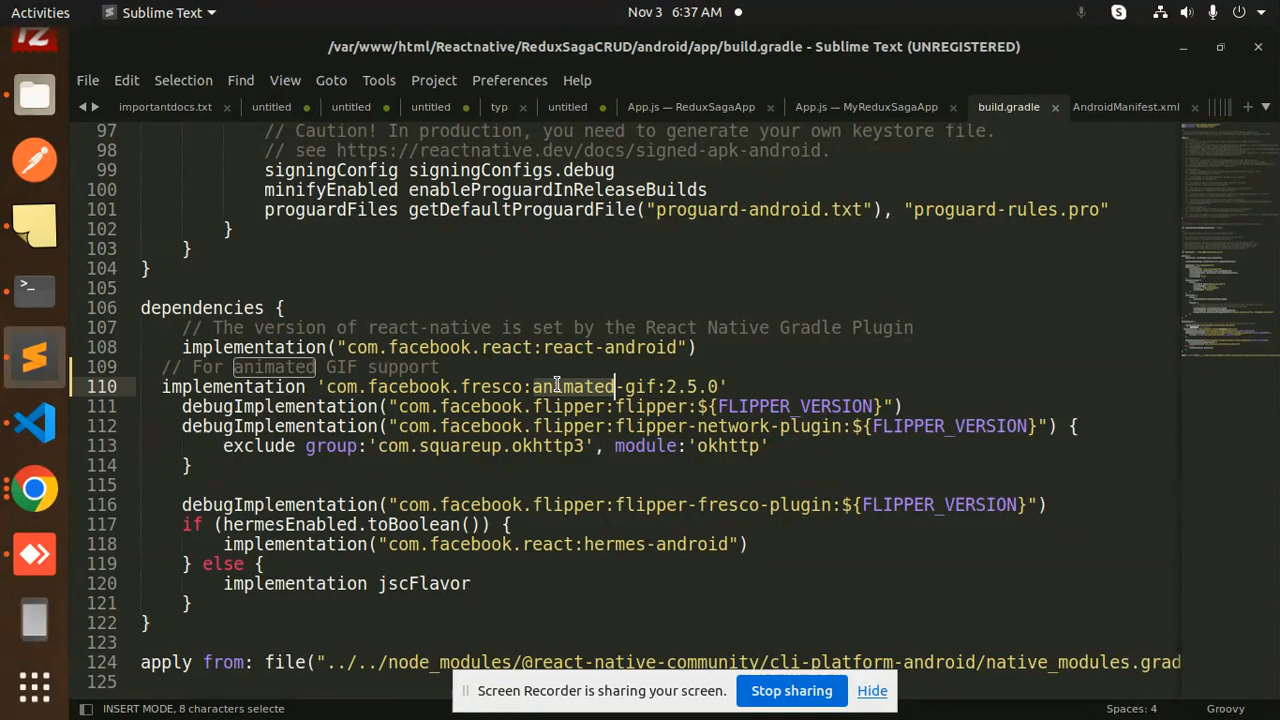 Activities
Sublime Text
Nov 3 6:37 AM
/var/www/html/Reactnative/ReduxSagaCRUD/android/app/build.gradle - Sublime Text (UNREGISTERED)
File Edit Selection Find View Goto Tools Project Preferences Help
importantdocs.txt untitled untitled untitled typ untitled App.js — ReduxSagaApp App.js — MyReduxSagaApp build.gradle AndroidManifest.xml
97 // Caution! In production, you need to generate your own keystore file.
98 // see https://reactnative.dev/docs/signed-apk-android.
99 signingConfig signingConfigs.debug
100 minifyEnabled enableProguardInReleaseBuilds
101 proguardFiles getDefaultProguardFile("proguard-android.txt"), "proguard-rules.pro"
102 }
103 }
104 }
105
106 dependencies {
107 // The version of react-native is set by the React Native Gradle Plugin
108 implementation("com.facebook.react:react-android")
109 // For animated GIF support
110 implementation 'com.facebook.fresco:animated-gif:2.5.0'
111 debugImplementation("com.facebook.flipper:flipper:${FLIPPER_VERSION}")
112 debugImplementation("com.facebook.flipper:flipper-network-plugin:${FLIPPER_VERSION}") {
113 exclude group:'com.squareup.okhttp3', module:'okhttp'
114 }
115
116 debugImplementation("com.facebook.flipper:flipper-fresco-plugin:${FLIPPER_VERSION}")
117 if (hermesEnabled.toBoolean()) {
118 implementation("com.facebook.react:hermes-android")
119 } else {
120 implementation jscFlavor
121 }
122 }
123
124 apply from: file("../../node_modules/@react-native-community/cli-platform-android/native_modules.grad
125
Screen Recorder is sharing your screen. Stop sharing Hide
INSERT MODE, 8 characters selecte
Spaces: 4
Groovy